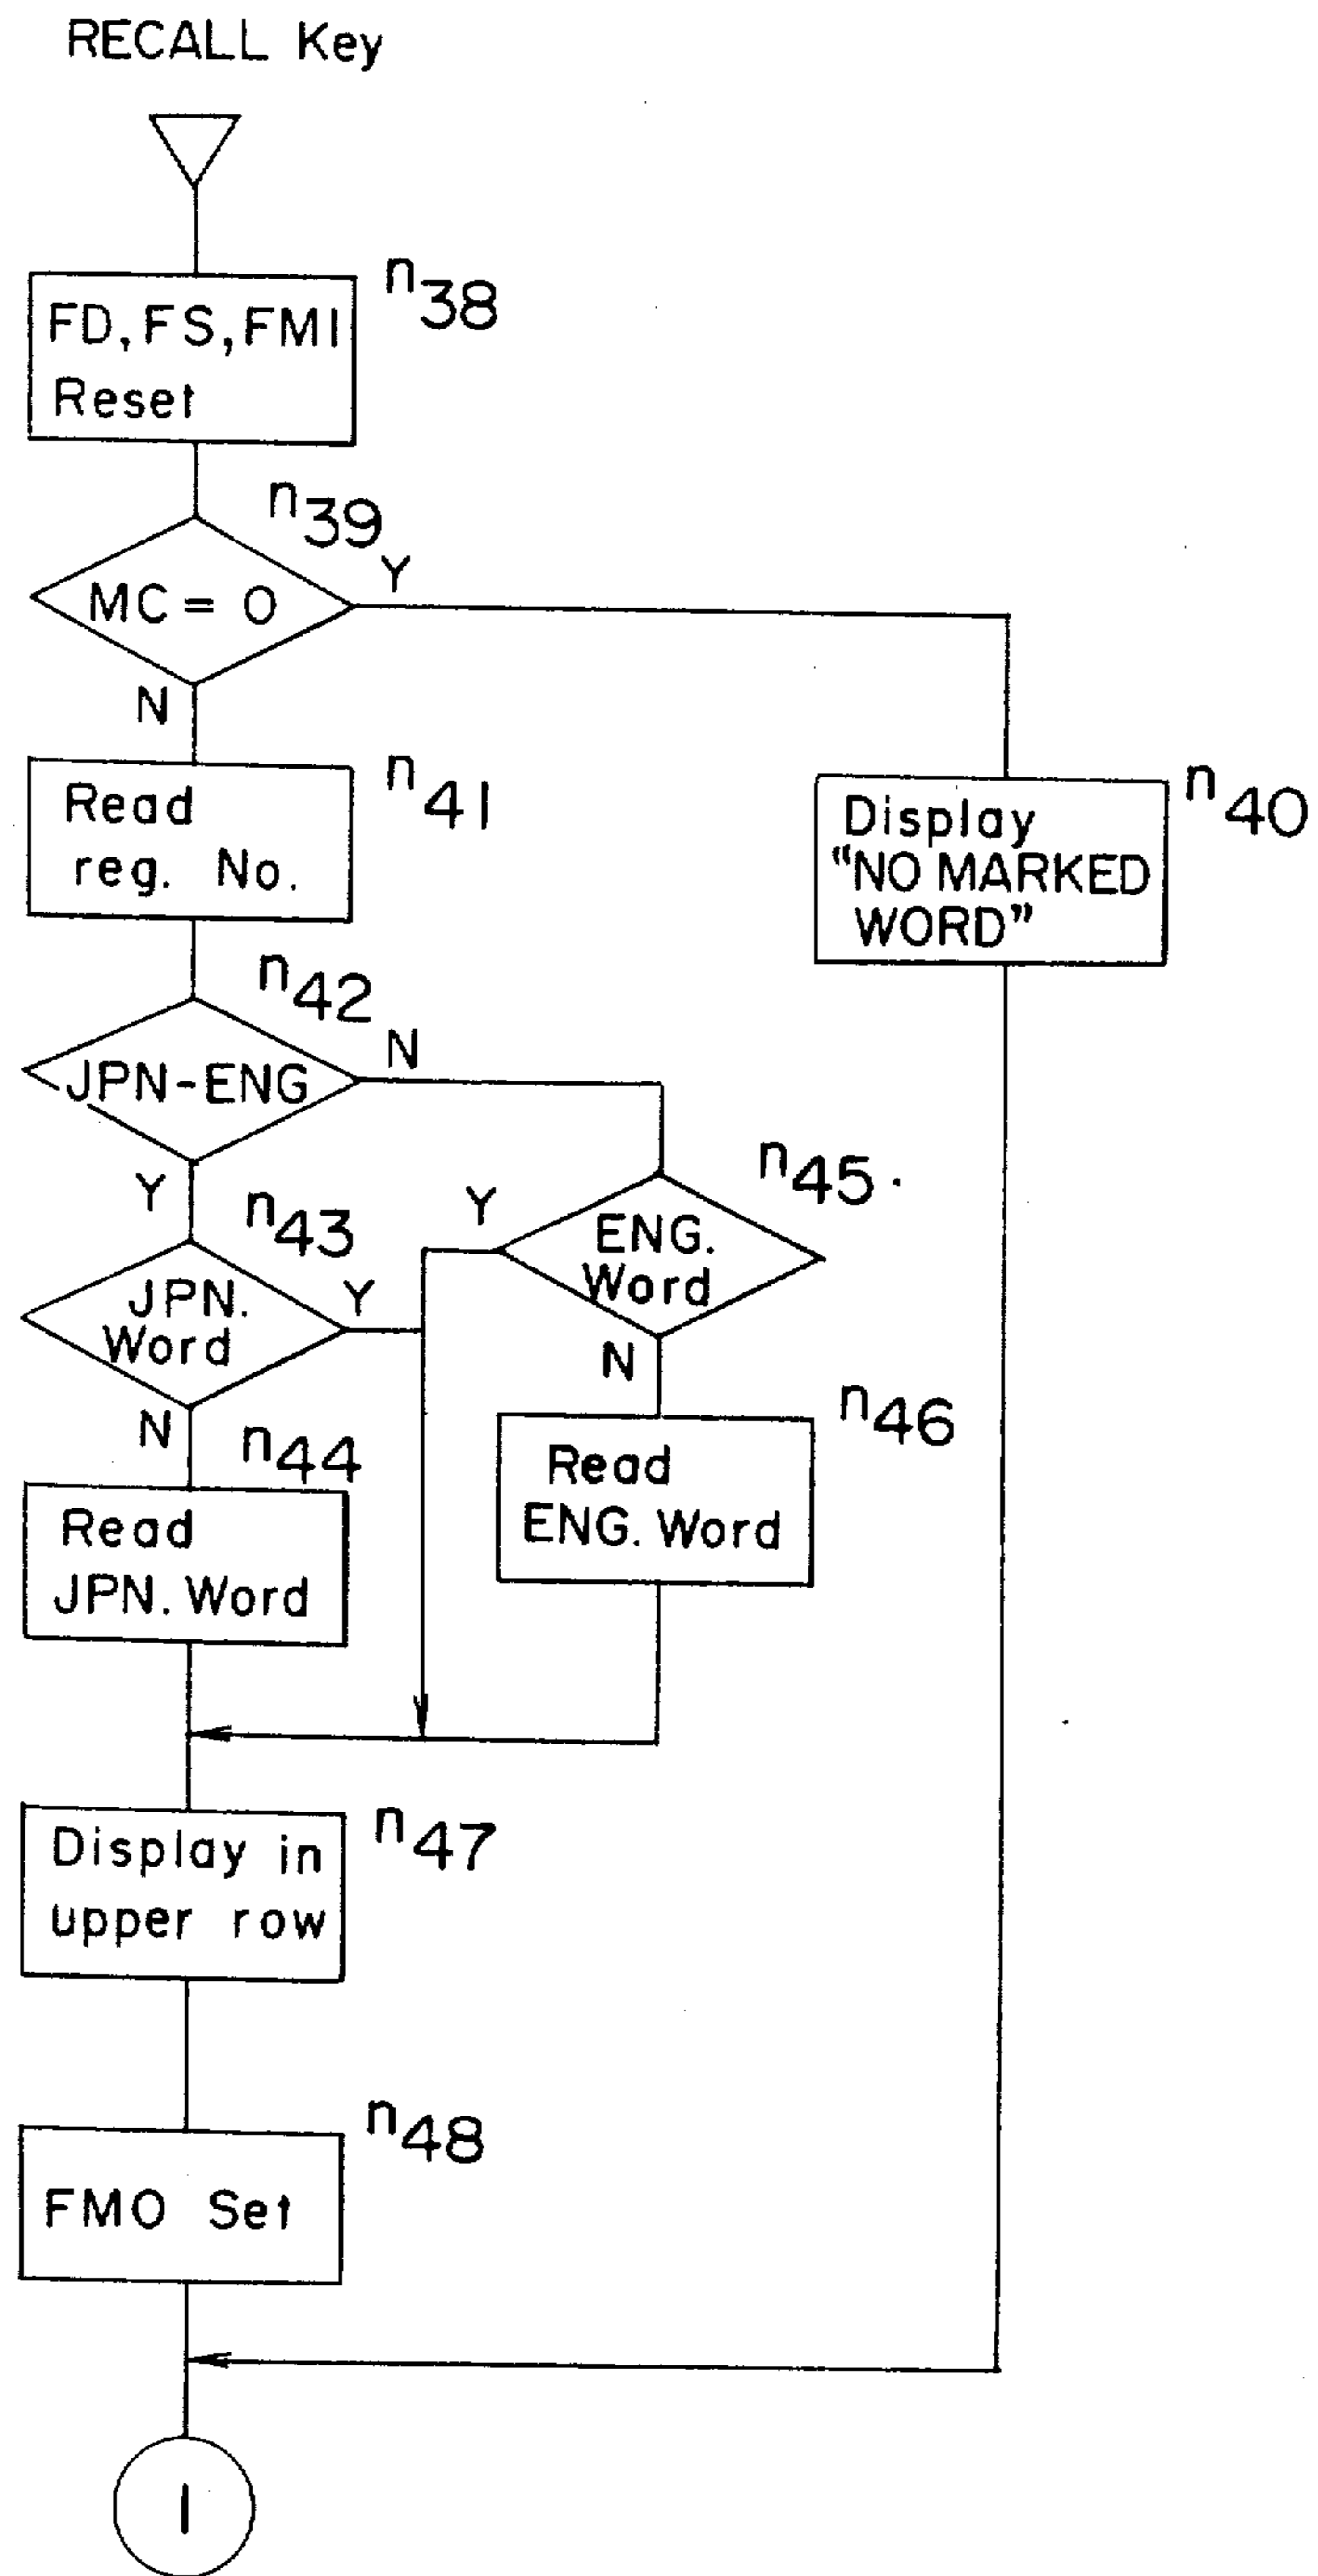 RECALL Key
n38
FD, FS, FMI
Reset
n39
MC = 0
Y
N
n41
Read
reg. No.
n40
Display
“NO MARKED
WORD”
n42
JPN-ENG
N
Y
n45
ENG.
Word
Y
N
n43
JPN.
Word
Y
N
n46
Read
ENG. Word
n44
Read
JPN. Word
n47
Display in
upper row
n48
FMO Set
1